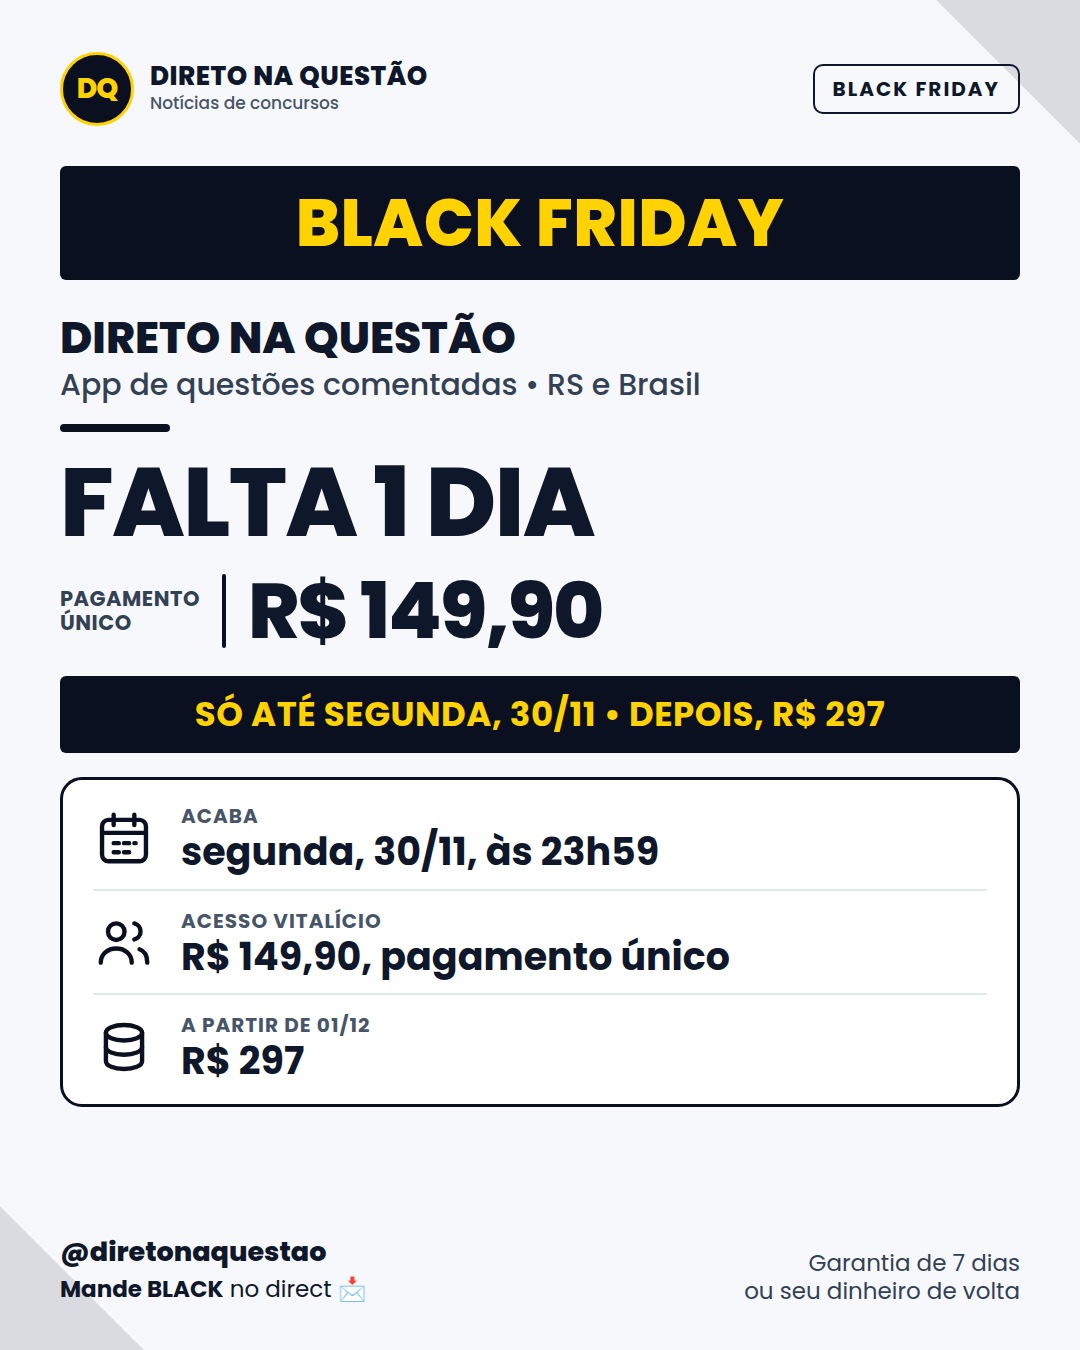 DQ
DIRETO NA QUESTÃO
Notícias de concursos
BLACK FRIDAY
BLACK FRIDAY
DIRETO NA QUESTÃO
App de questões comentadas • RS e Brasil
FALTA 1 DIA
PAGAMENTO
ÚNICO
R$ 149,90
SÓ ATÉ SEGUNDA, 30/11 • DEPOIS, R$ 297
ACABA
segunda, 30/11, às 23h59
ACESSO VITALÍCIO
R$ 149,90, pagamento único
A PARTIR DE 01/12
R$ 297
@diretonaquestao
Mande BLACK no direct 📩
Garantia de 7 dias
ou seu dinheiro de volta